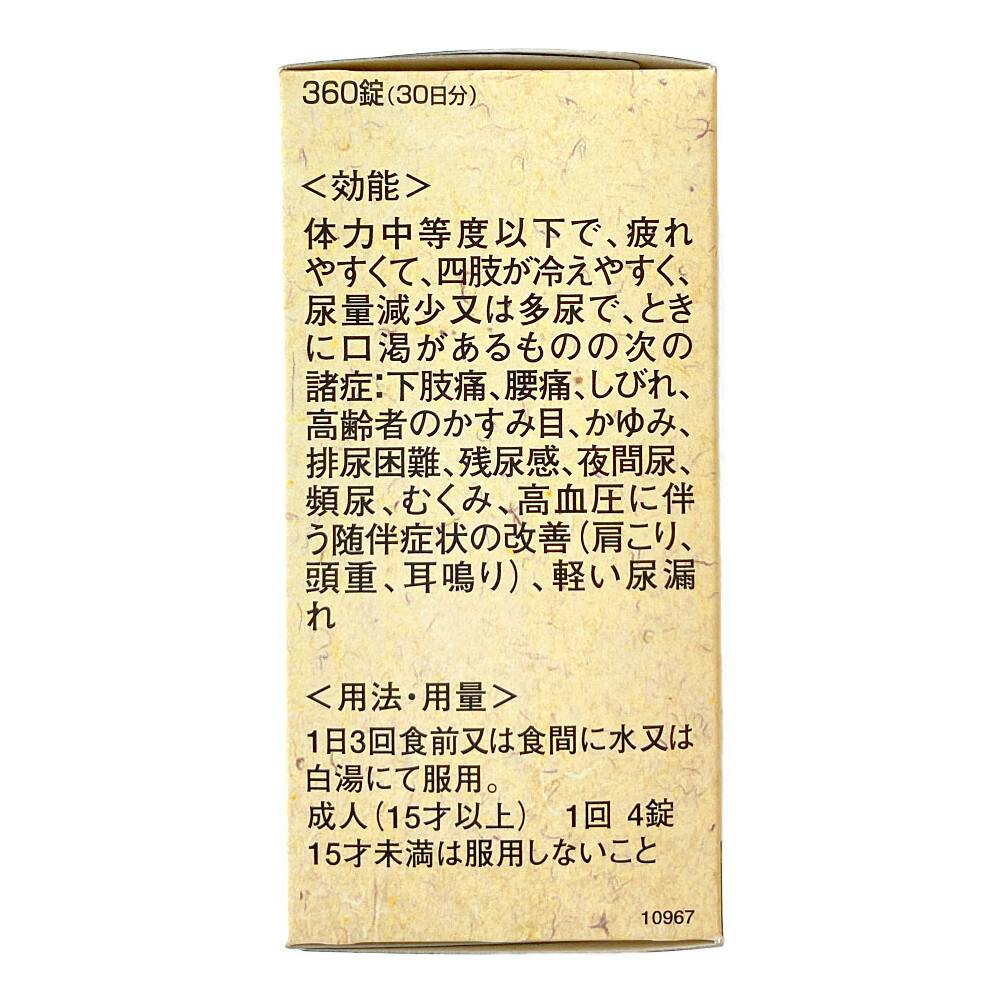 360錠(30日分)
＜効能＞
体力中等度以下で、疲れ
やすくて、四肢が冷えやすく、
尿量減少又は多尿で、とき
に口渇があるものの次の
諸症:下肢痛、腰痛、しびれ、
高齢者のかすみ目、かゆみ、
排尿困難、残尿感、夜間尿、
頻尿、むくみ、高血圧に伴
う随伴症状の改善(肩こり、
頭重、耳鳴り)、軽い尿漏
れ
＜用法・用量＞
1日3回食前又は食間に水又は
白湯にて服用。
成人(15才以上) 1回 4錠
15才未満は服用しないこと
10967